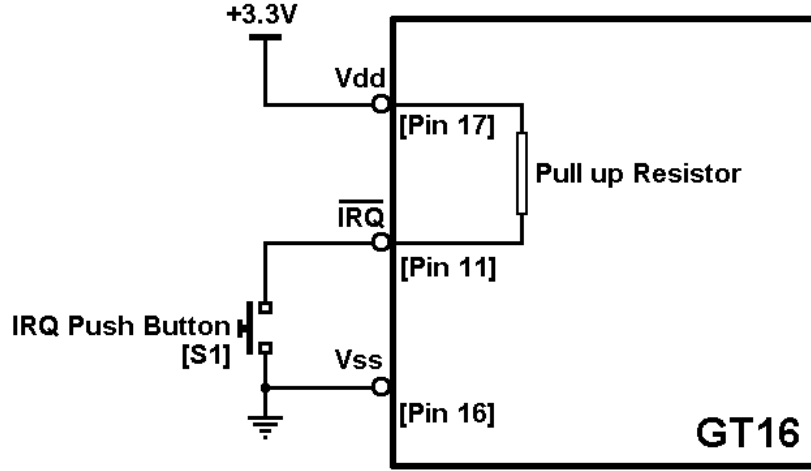 +3.3V
Vdd
[Pin 17]
Pull up Resistor
IRQ
[Pin 11]
IRQ Push Button
[S1]
Vss
[Pin 16]
GT16